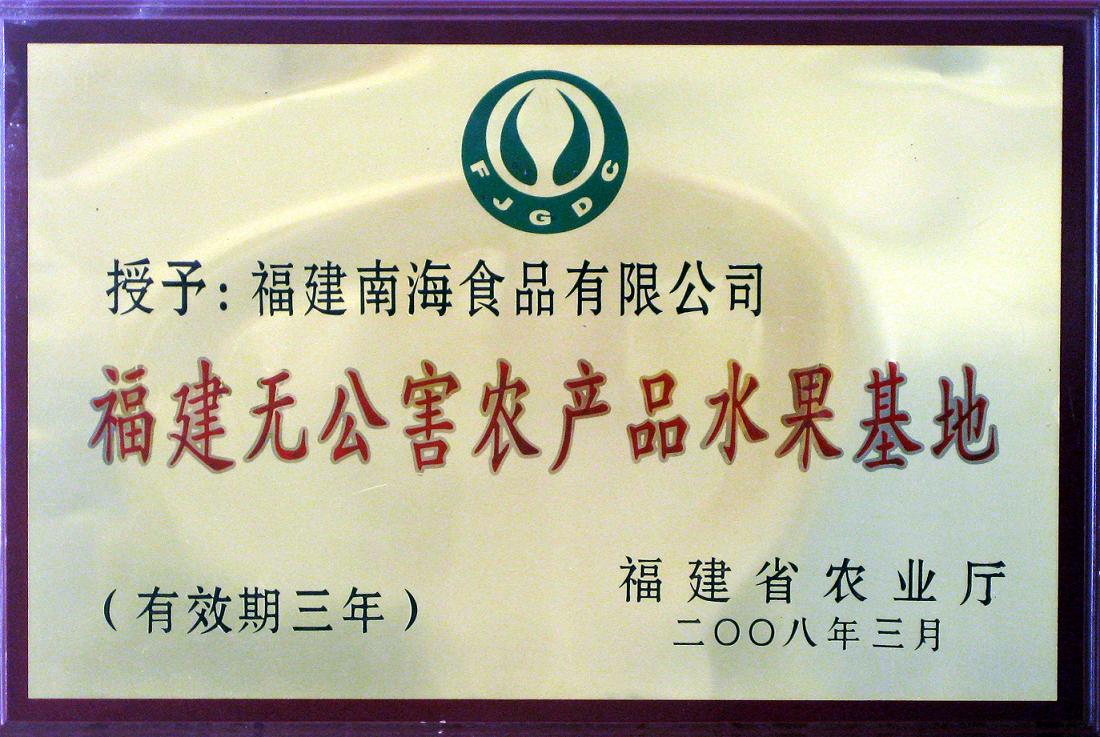 FJGDC
授予：福建南海食品有限公司
福建无公害农产品水果基地
（有效期三年）
福建省农业厅
二〇〇八年三月